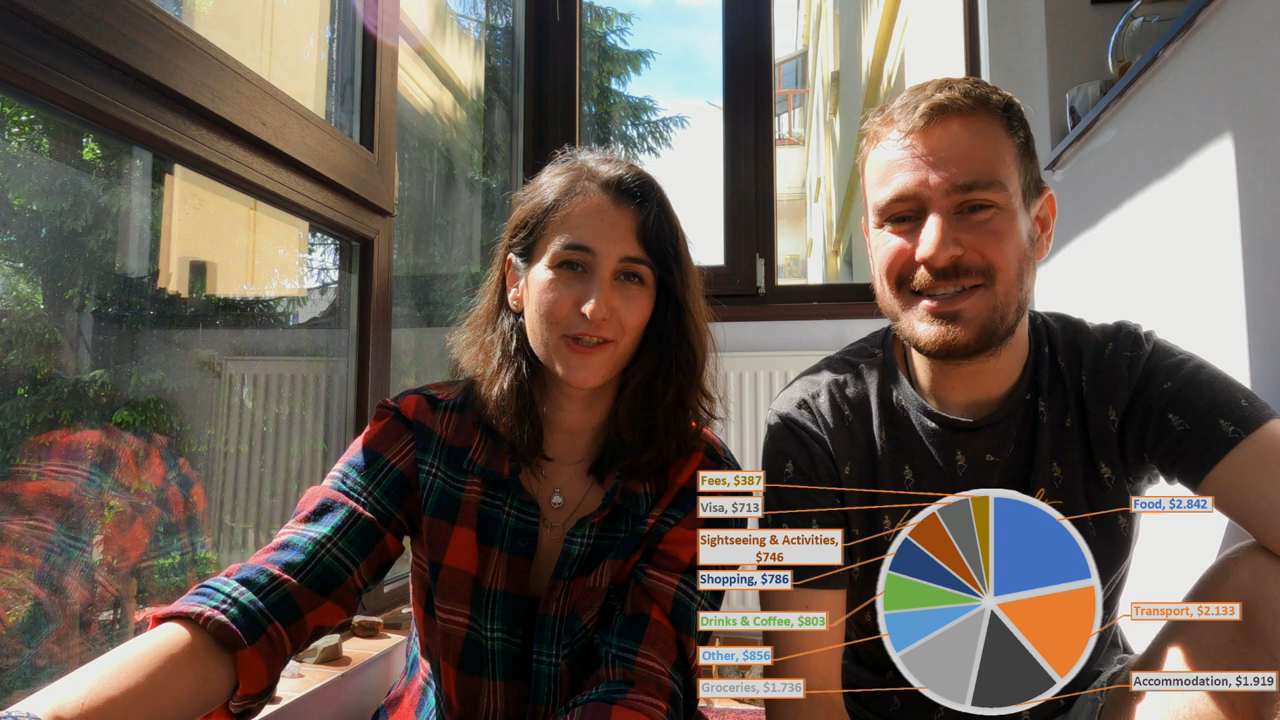 Fees, $387
Visa, $713
Sightseeing & Activities,
$746
Shopping, $786
Drinks & Coffee, $803
Other, $856
Groceries, $1.736
Food, $2.842
Transport, $2.133
Accommodation, $1.919